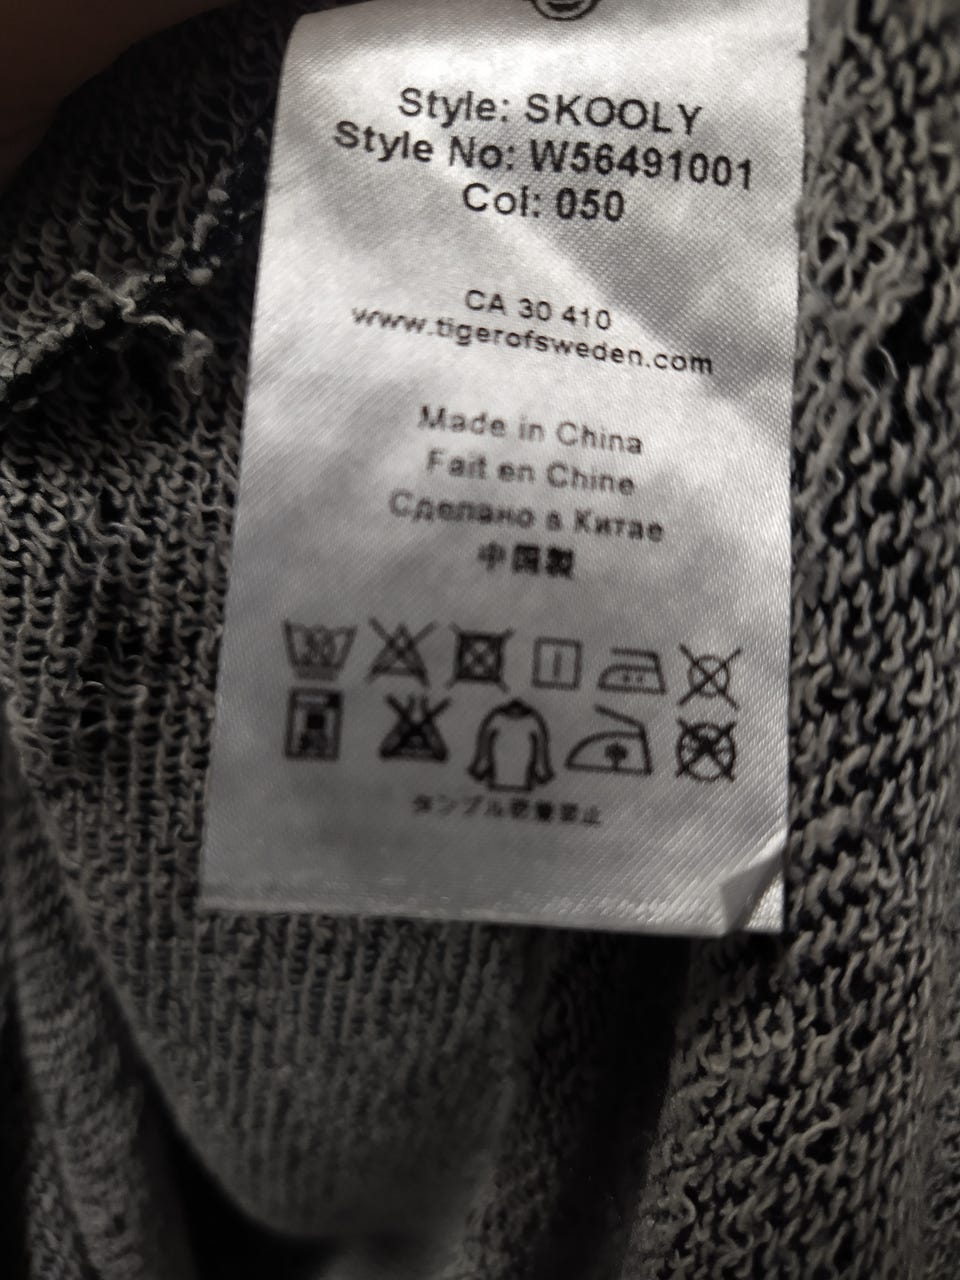 Style: SKOOLY
Style No: W56491001
Col: 050
CA 30 410
www.tigerofsweden.com
Made in China
Fait en Chine
Сделано в Китае
中国製
30
タンブル乾燥禁止